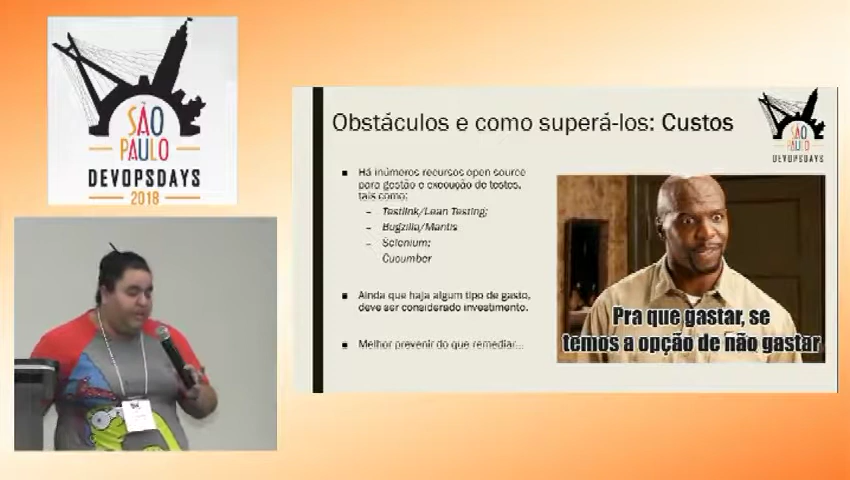 SÃO
PAULO
DEVOPSDAYS
2018
Obstáculos e como superá-los: Custos
SÃO
PAULO
DEVOPSDAYS
Há inúmeros recursos open source
para gestão e execução de testes,
tais como:
– Testlink/Lean Testing;
– Bugzilla/Mantis
– Selenium;
Cucumber
Ainda que haja algum tipo de gasto,
deve ser considerado investimento.
Melhor prevenir do que remediar...
Pra que gastar, se
temos a opção de não gastar